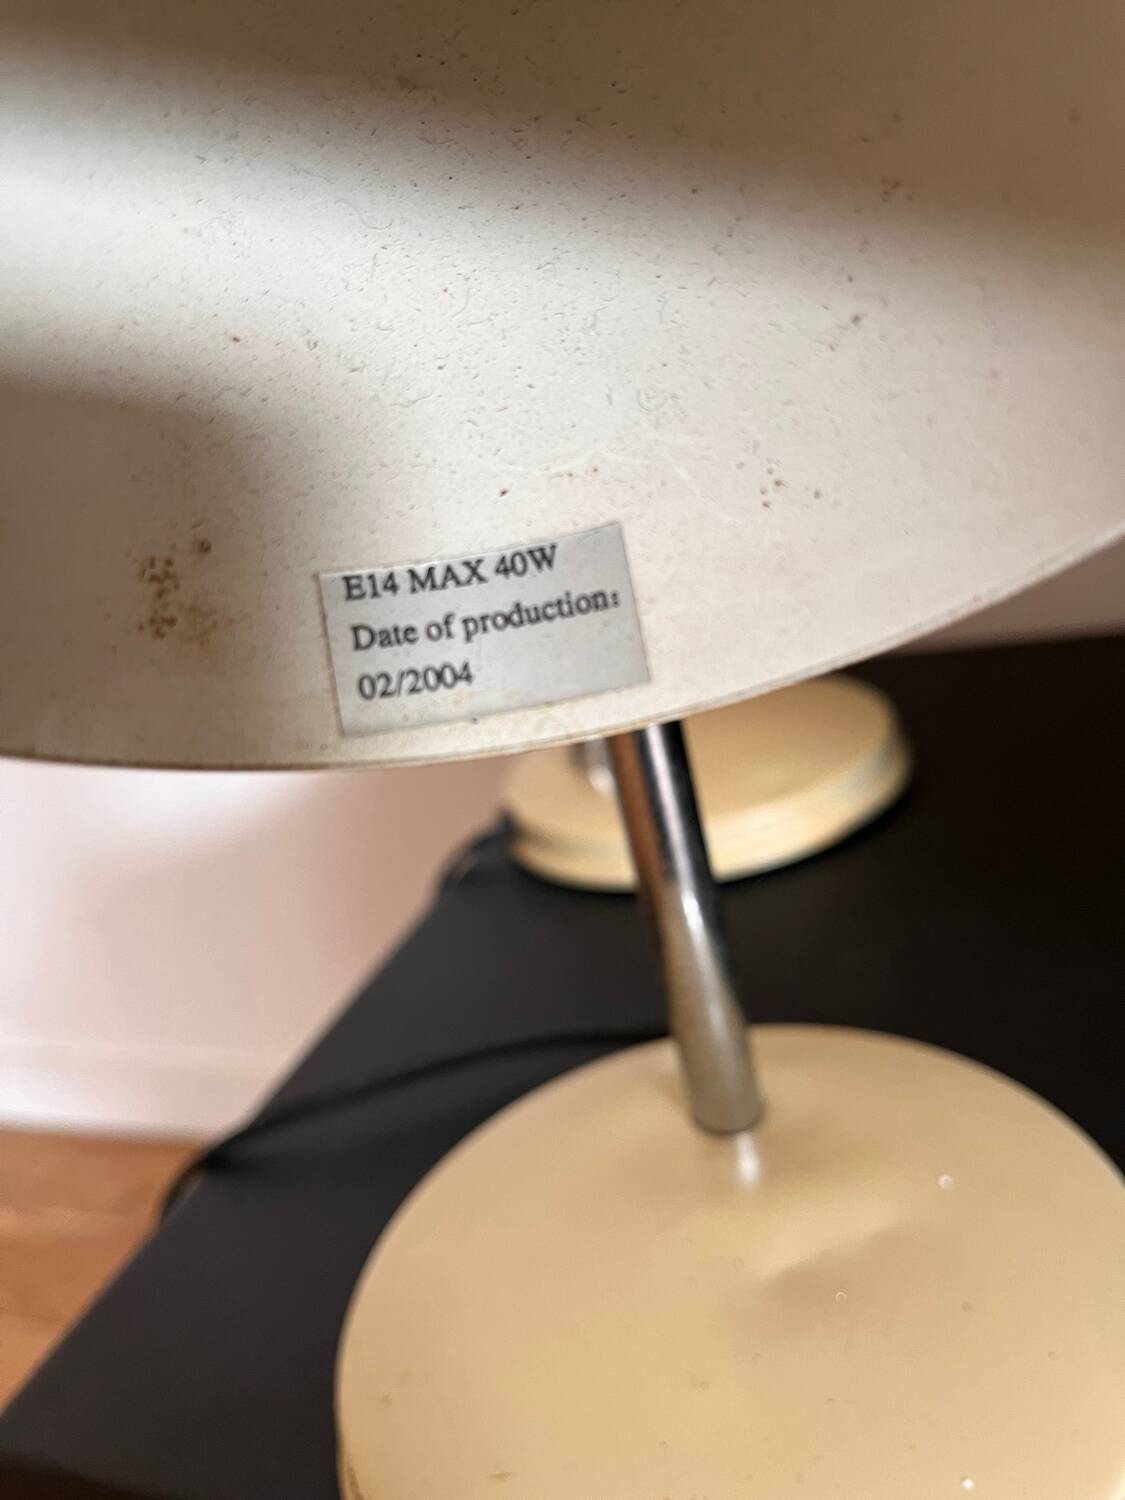 E14 MAX 40W
Date of production:
02/2004